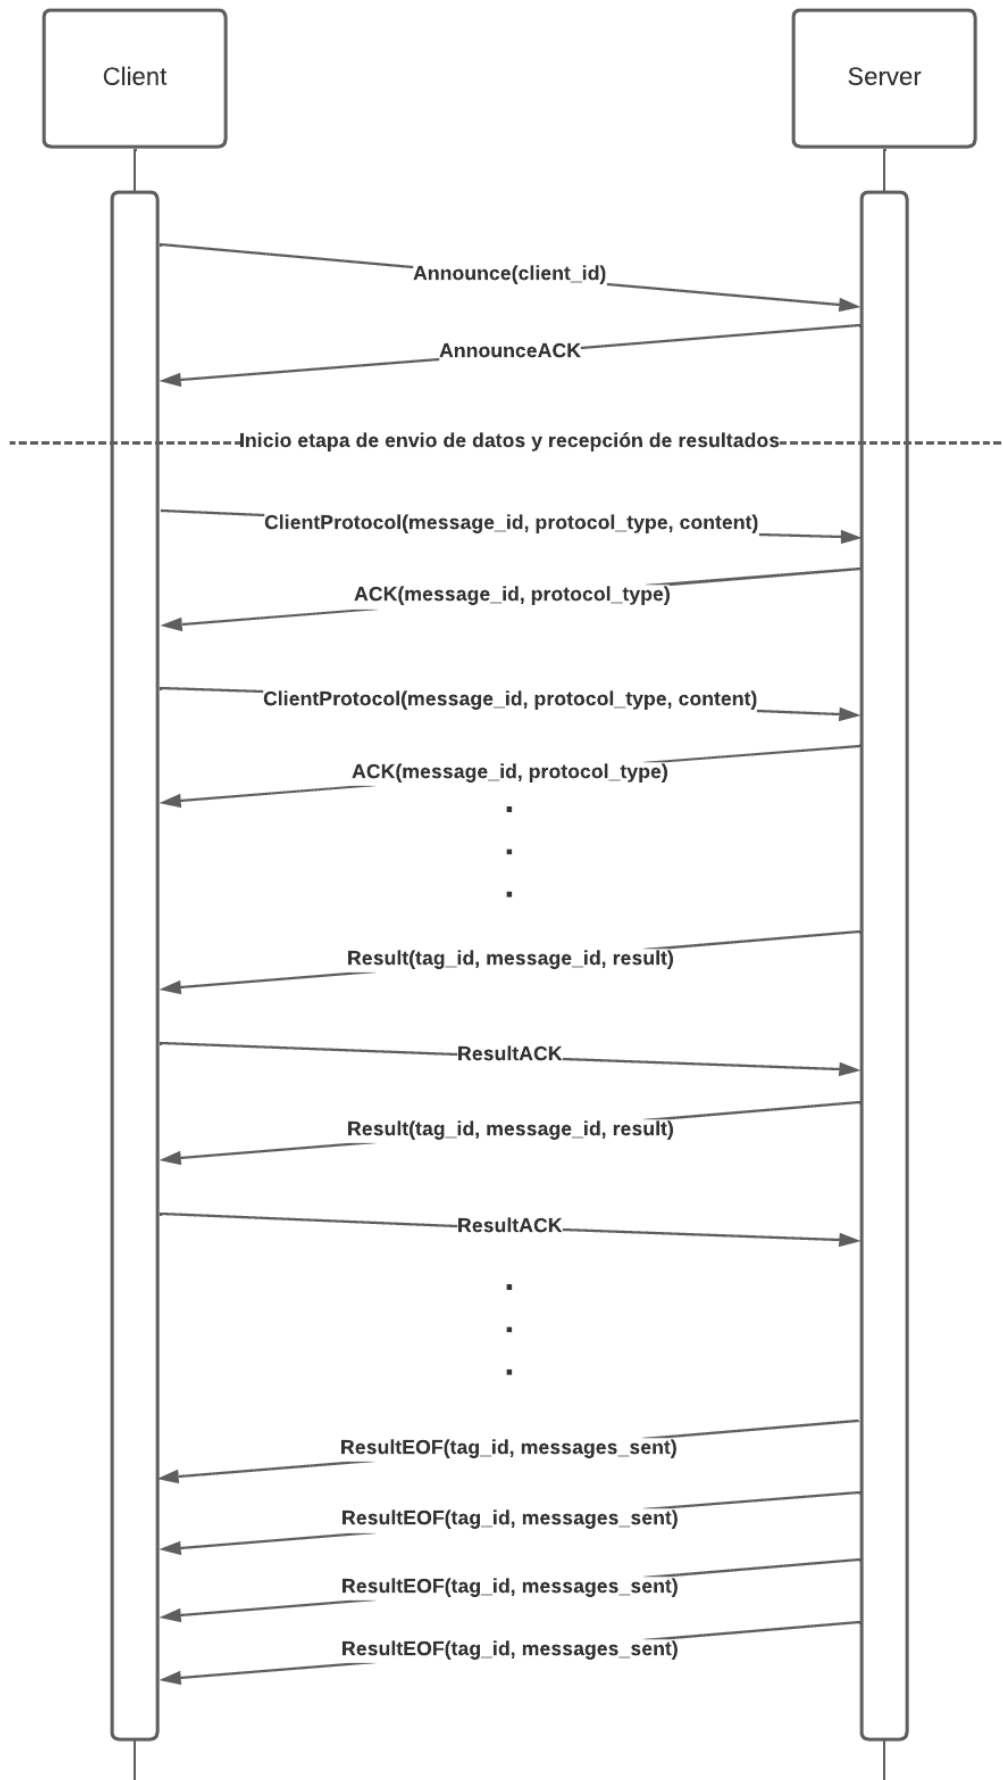 Client
Server
Announce(client_id)
AnnounceACK
Inicio etapa de envio de datos y recepción de resultados
ClientProtocol(message_id, protocol_type, content)
ACK(message_id, protocol_type)
ClientProtocol(message_id, protocol_type, content)
ACK(message_id, protocol_type)
.
.
.
Result(tag_id, message_id, result)
ResultACK
Result(tag_id, message_id, result)
ResultACK
.
.
.
ResultEOF(tag_id, messages_sent)
ResultEOF(tag_id, messages_sent)
ResultEOF(tag_id, messages_sent)
ResultEOF(tag_id, messages_sent)